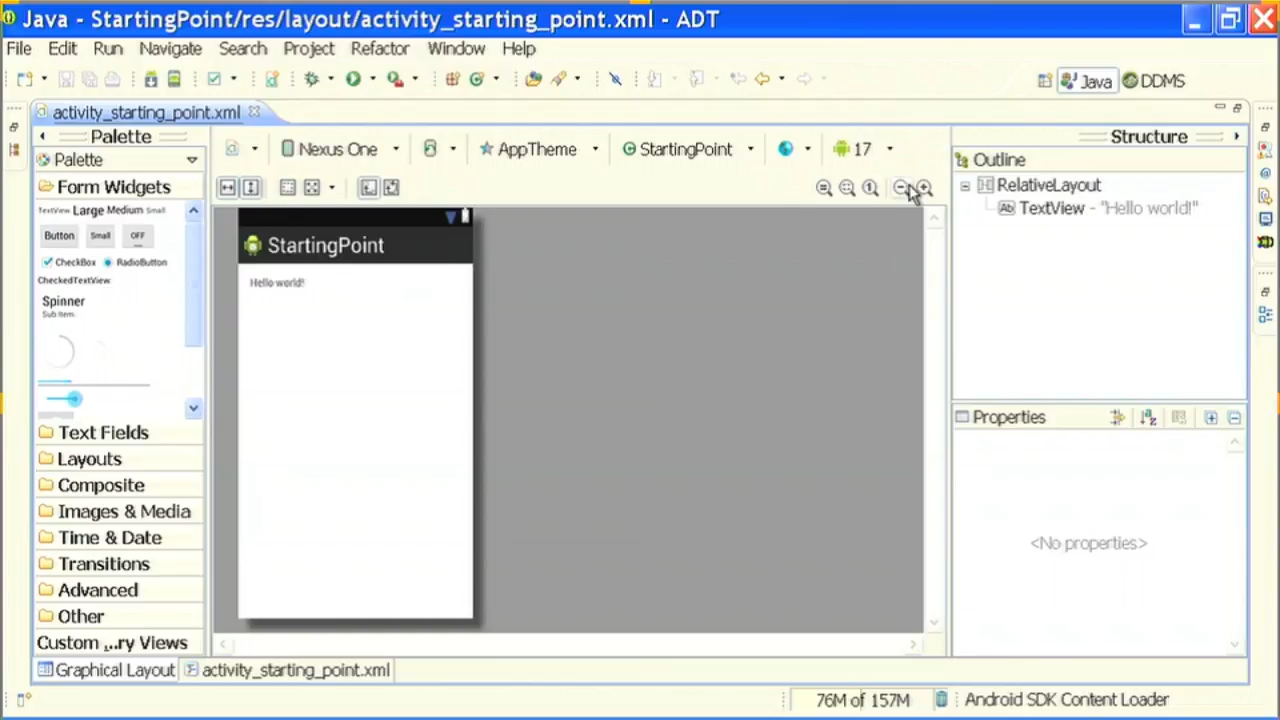 Java - StartingPoint/res/layout/activity_starting_point.xml - ADT
File Edit Run Navigate Search Project Refactor Window Help
Java DDMS
activity_starting_point.xml
Palette
Palette
Form Widgets
TextView Large Medium Small
Button Small OFF
CheckBox RadioButton
CheckedTextView
Spinner
Sub Item
Text Fields
Layouts
Composite
Images & Media
Time & Date
Transitions
Advanced
Other
Custom ...ry Views
Nexus One AppTheme StartingPoint 17
StartingPoint
Hello world!
Structure
Outline
RelativeLayout
Ab TextView - "Hello world!"
Properties
<No properties>
Graphical Layout activity_starting_point.xml
76M of 157M Android SDK Content Loader